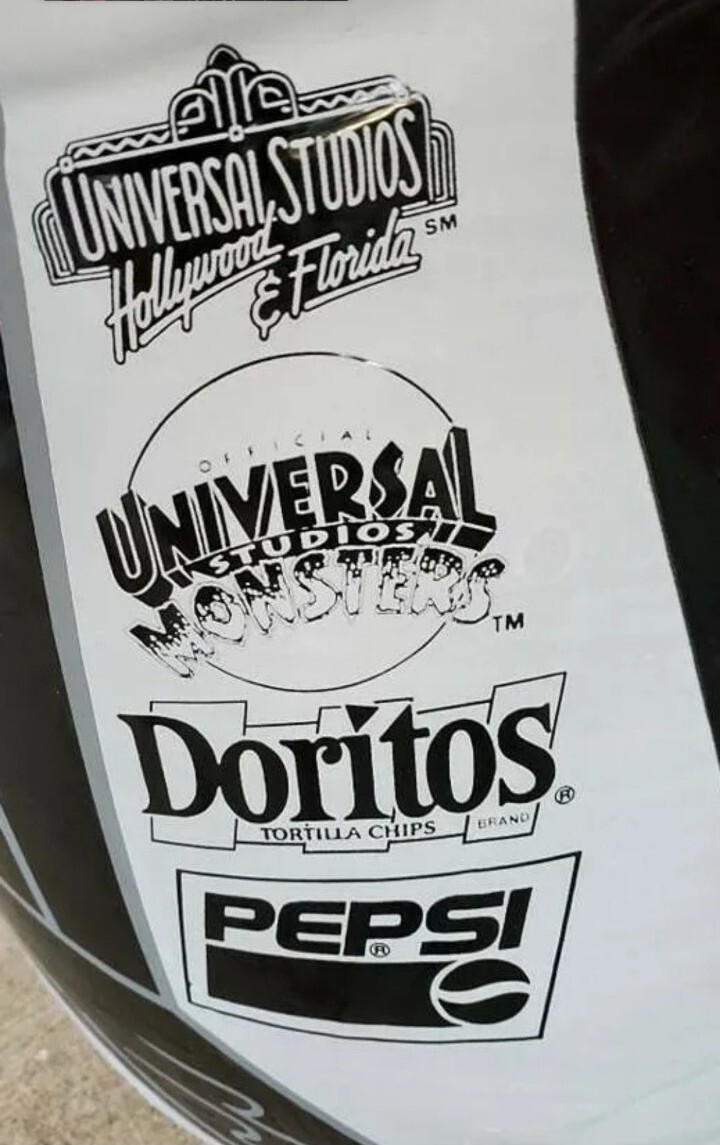 UNIVERSAL STUDIOS
Hollywood
& Florida SM
OFFICIAL
UNIVERSAL
STUDIOS
MONSTERS TM
Doritos®
TORTILLA CHIPS BRAND
PEPSI
®